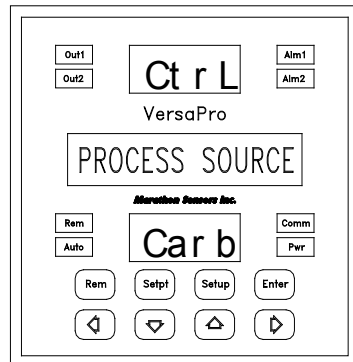 Out1 Ct r L Alm1
Out2 Alm2
VersaPro
PROCESS SOURCE
Marathon Sensors Inc.
Rem Car b Comm
Auto Pwr
Rem Setpt Setup Enter